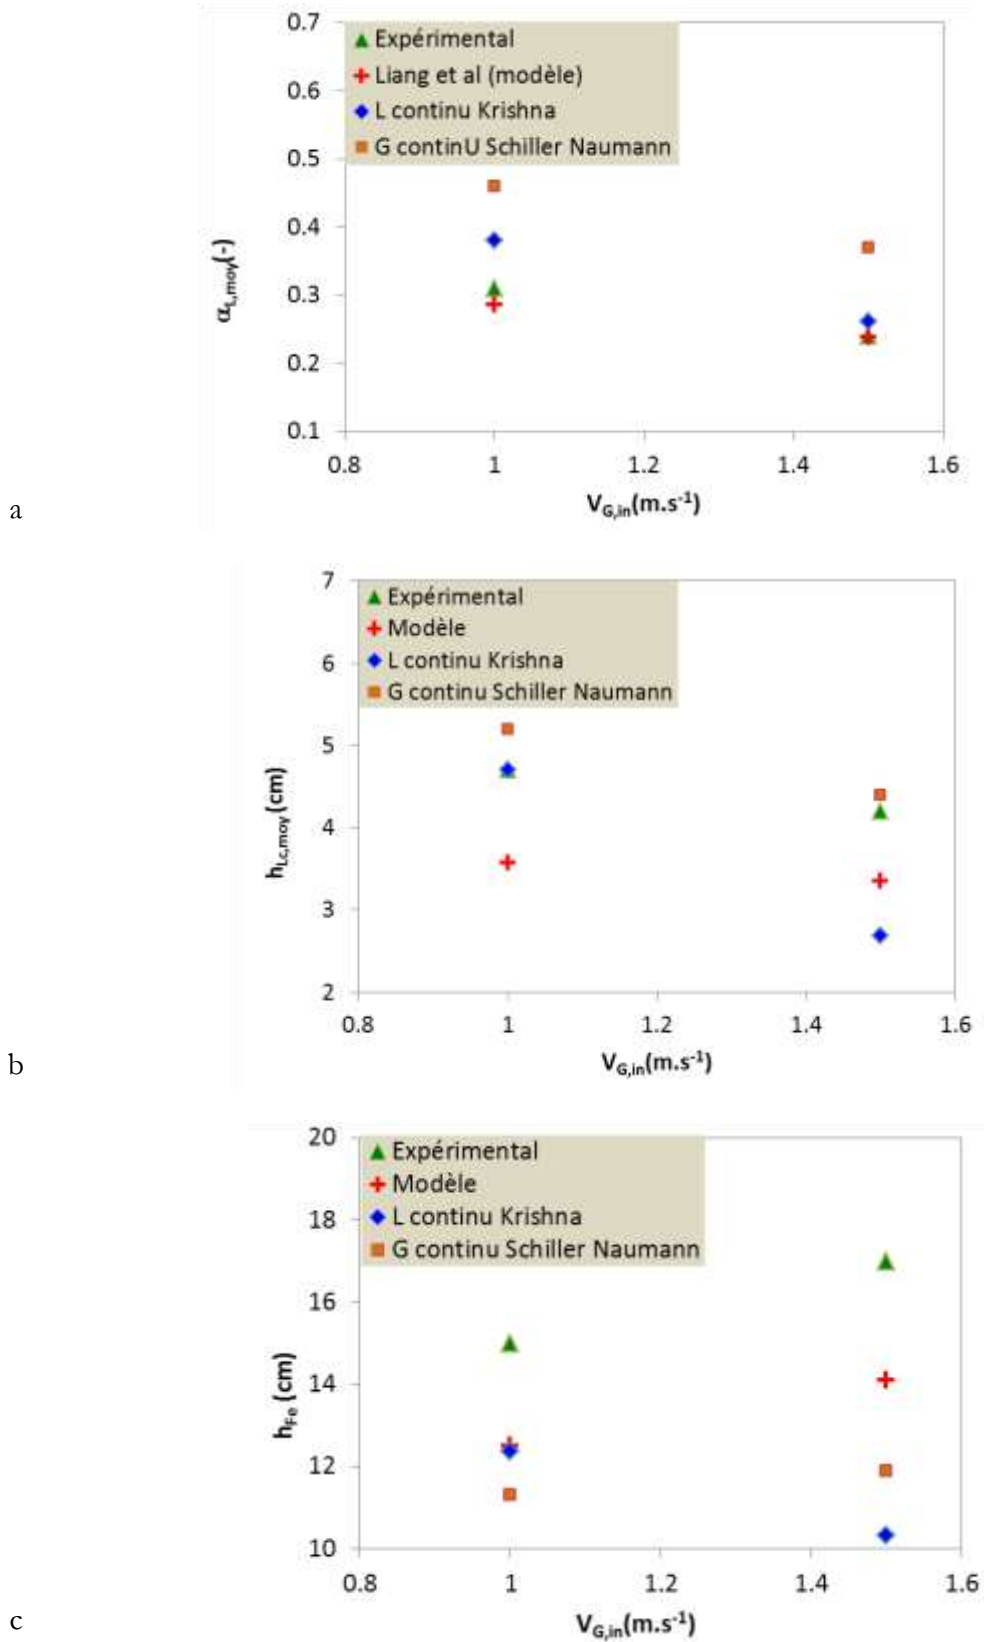 0.7
Expérimental
Liang et al (modèle)
L continu Krishna
G continU Schiller Naumann
0.6
0.5
0.4
0.3
0.2
0.1
αL,moy(-)
0.8 1 1.2 1.4 1.6
VG,in(m.s-1)
a
7
Expérimental
Modèle
L continu Krishna
G continu Schiller Naumann
6
5
4
3
2
hLc,moy (cm)
0.8 1 1.2 1.4 1.6
VG,in(m.s-1)
b
20
Expérimental
Modèle
L continu Krishna
G continu Schiller Naumann
18
16
14
12
10
hFe (cm)
0.8 1 1.2 1.4 1.6
VG,in(m.s-1)
c